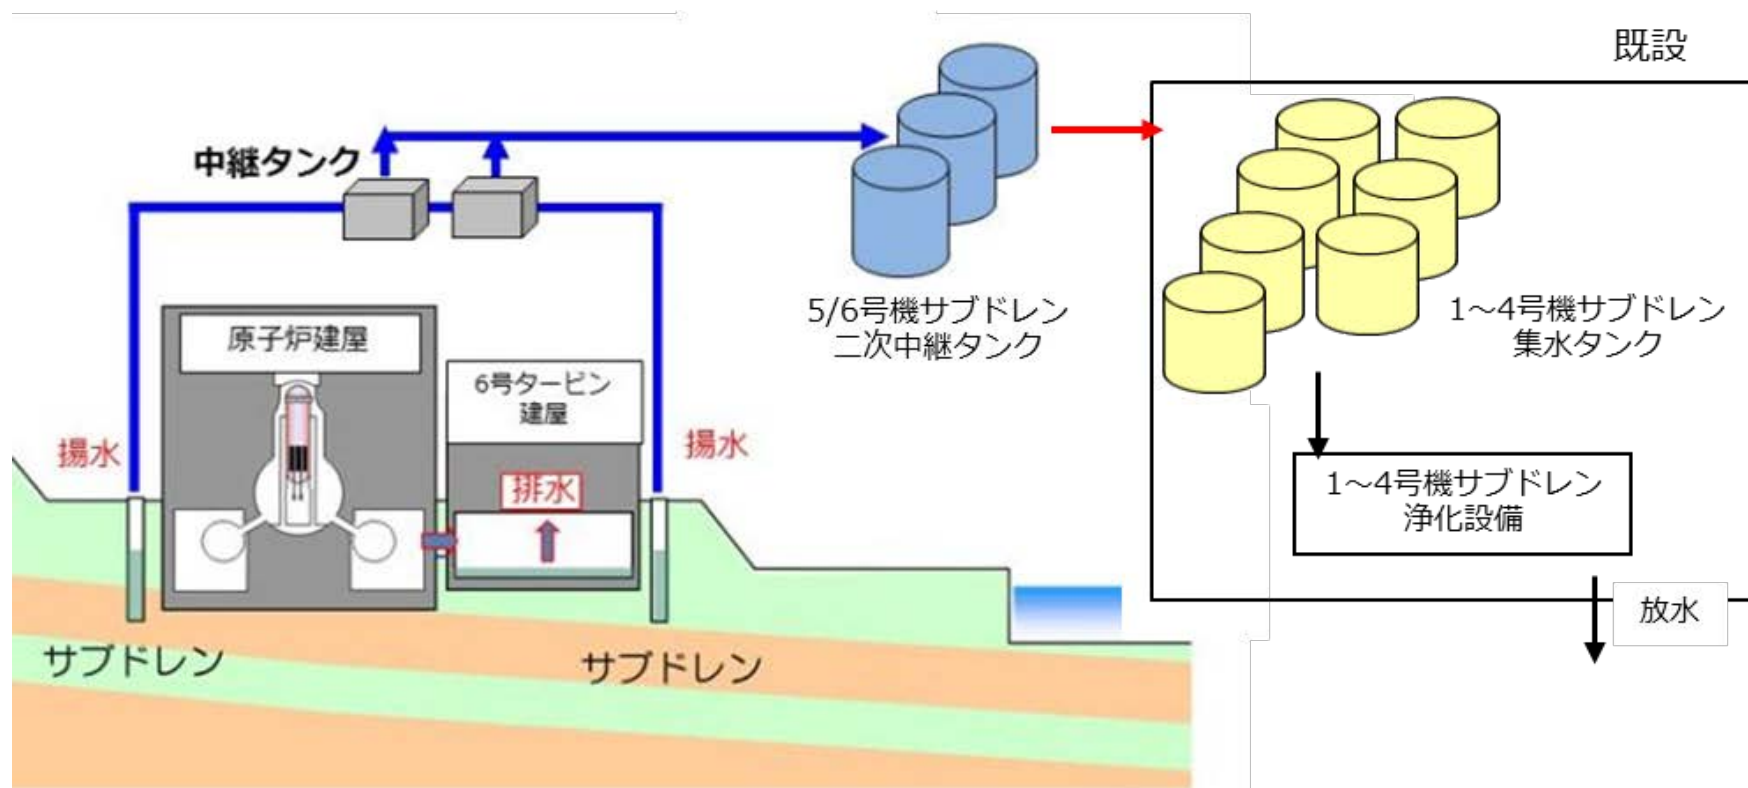 既設
中継タンク
5/6号機サブドレン
二次中継タンク
1～4号機サブドレン
集水タンク
原子炉建屋
6号タービン
建屋
揚水
揚水
排水
1～4号機サブドレン
浄化設備
放水
サブドレン
サブドレン